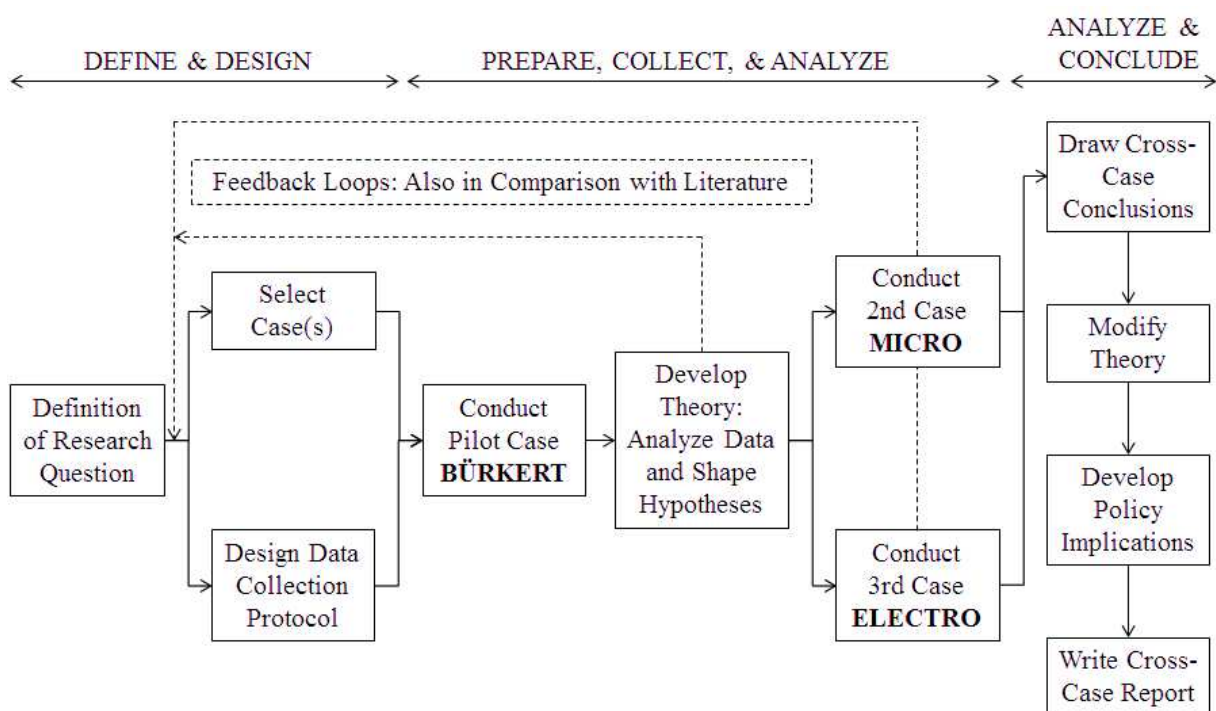 DEFINE & DESIGN
PREPARE, COLLECT, & ANALYZE
ANALYZE &
CONCLUDE
Feedback Loops: Also in Comparison with Literature
Definition
of Research
Question
Select
Case(s)
Design Data
Collection
Protocol
Conduct
Pilot Case
BÜRKERT
Develop
Theory:
Analyze Data
and Shape
Hypotheses
Conduct
2nd Case
MICRO
Conduct
3rd Case
ELECTRO
Draw Cross-
Case
Conclusions
Modify
Theory
Develop
Policy
Implications
Write Cross-
Case Report